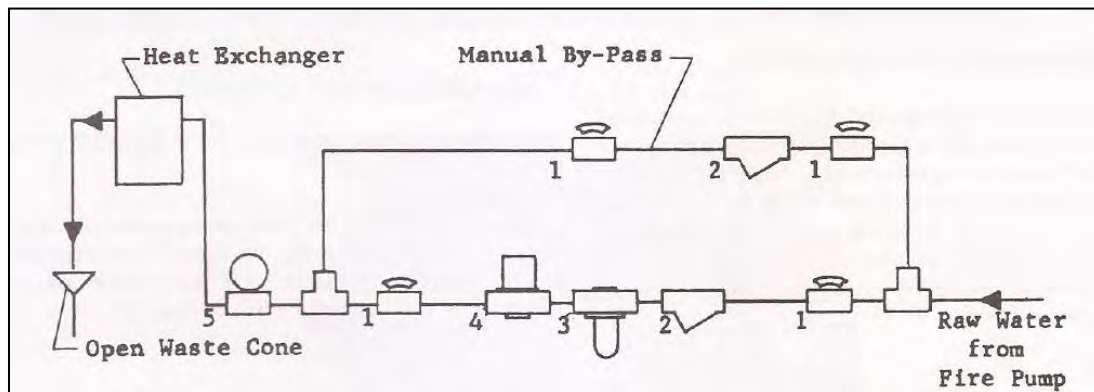 Heat Exchanger
Manual By-Pass
1
2
1
5
1
4
3
2
1
Open Waste Cone
Raw Water
from
Fire Pump